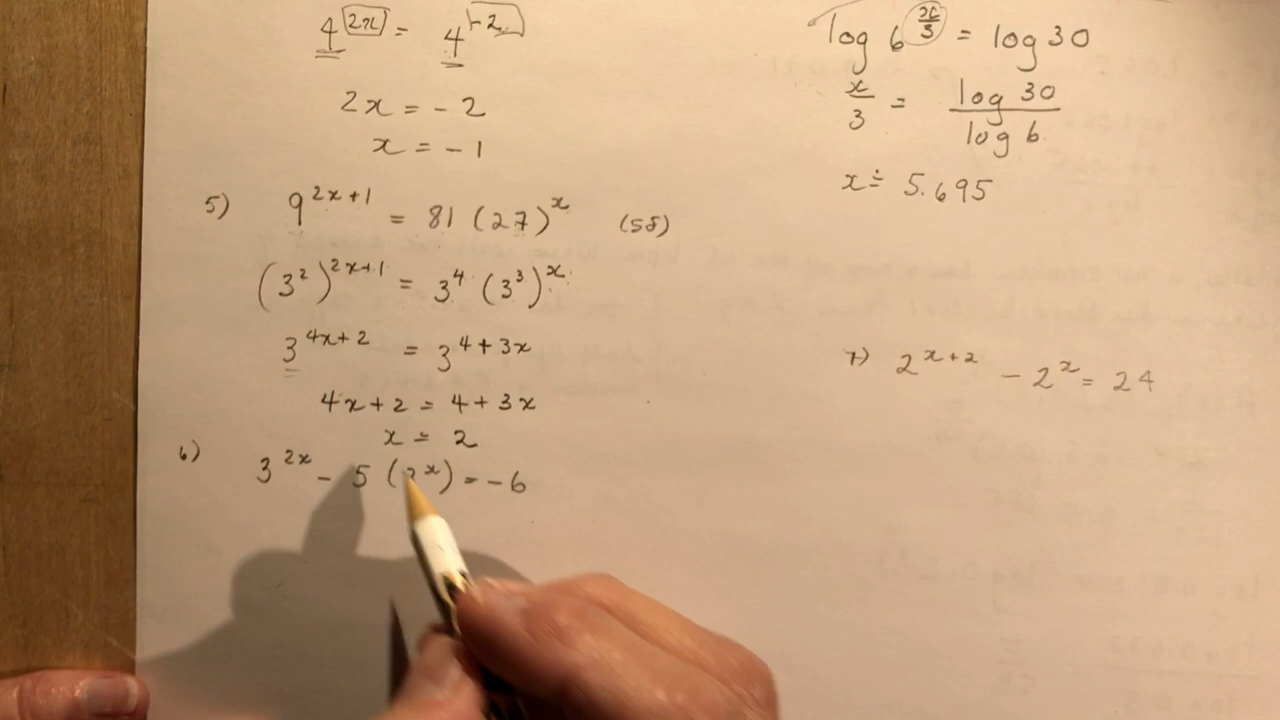 4^{2x} = 4^{-2}
2x = -2
x = -1
5) 9^{2x+1} = 81 (27)^x (55)
(3^2)^{2x+1} = 3^4 (3^3)^x
3^{4x+2} = 3^{4+3x}
4x+2 = 4+3x
x = 2
6) 3^{2x} - 5 (3^x) = -6
log 6^{x/3} = log 30
x/3 = log 30 / log 6
x ≐ 5.695
7) 2^{x+2} - 2^x = 24